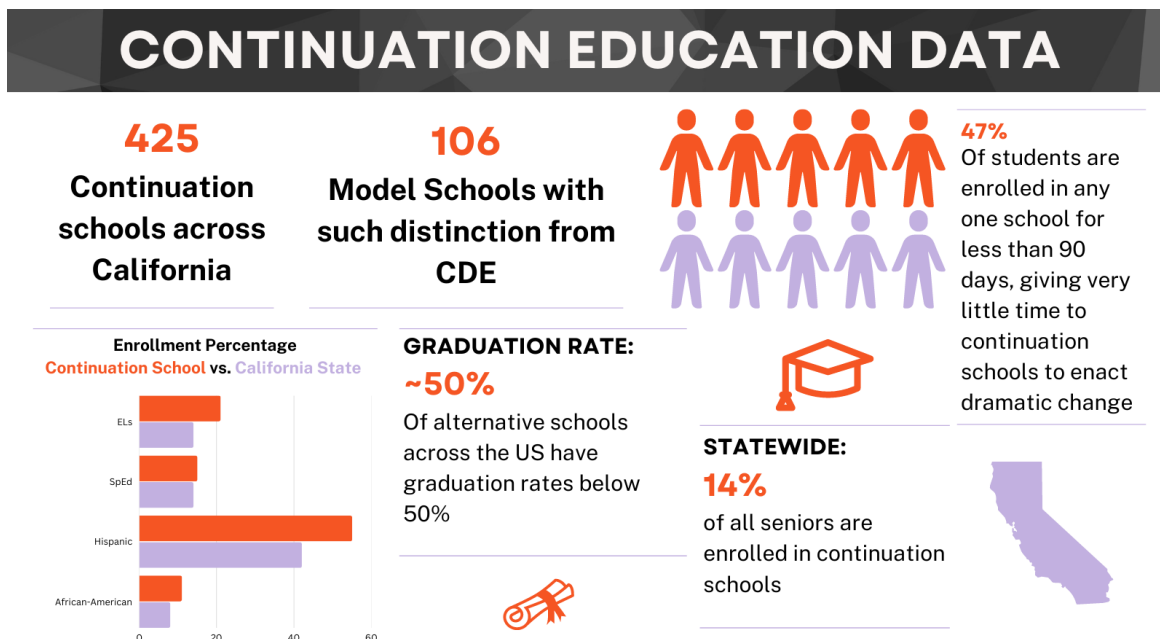 CONTINUATION EDUCATION DATA
425
Continuation
schools across
California
106
Model Schools with
such distinction from
CDE
47%
Of students are
enrolled in any
one school for
less than 90
days, giving very
little time to
continuation
schools to enact
dramatic change
Enrollment Percentage
Continuation School vs. California State
ELs
SpEd
Hispanic
African-American
0 20 40 60
GRADUATION RATE:
~50%
Of alternative schools
across the US have
graduation rates below
50%
STATEWIDE:
14%
of all seniors are
enrolled in continuation
schools